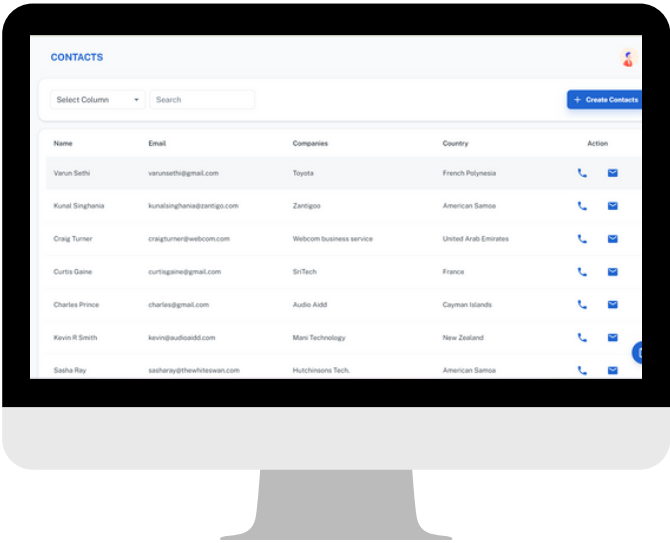 CONTACTS
Select Column Search + Create Contacts
Name Email Companies Country Action
Varun Sethi varunsethi@gmail.com Toyota French Polynesia
Kunal Singhania kunalsinghania@zantigo.com Zantigoo American Samoa
Craig Turner craigturner@webcom.com Webcom business service United Arab Emirates
Curtis Gaine curtisgaine@gmail.com SriTech France
Charles Prince charles@gmail.com Audio Aidd Cayman Islands
Kevin R Smith kevin@audioaidd.com Mani Technology New Zealand
Sasha Ray sasharay@thewhiteswan.com Hutchinsons Tech. American Samoa